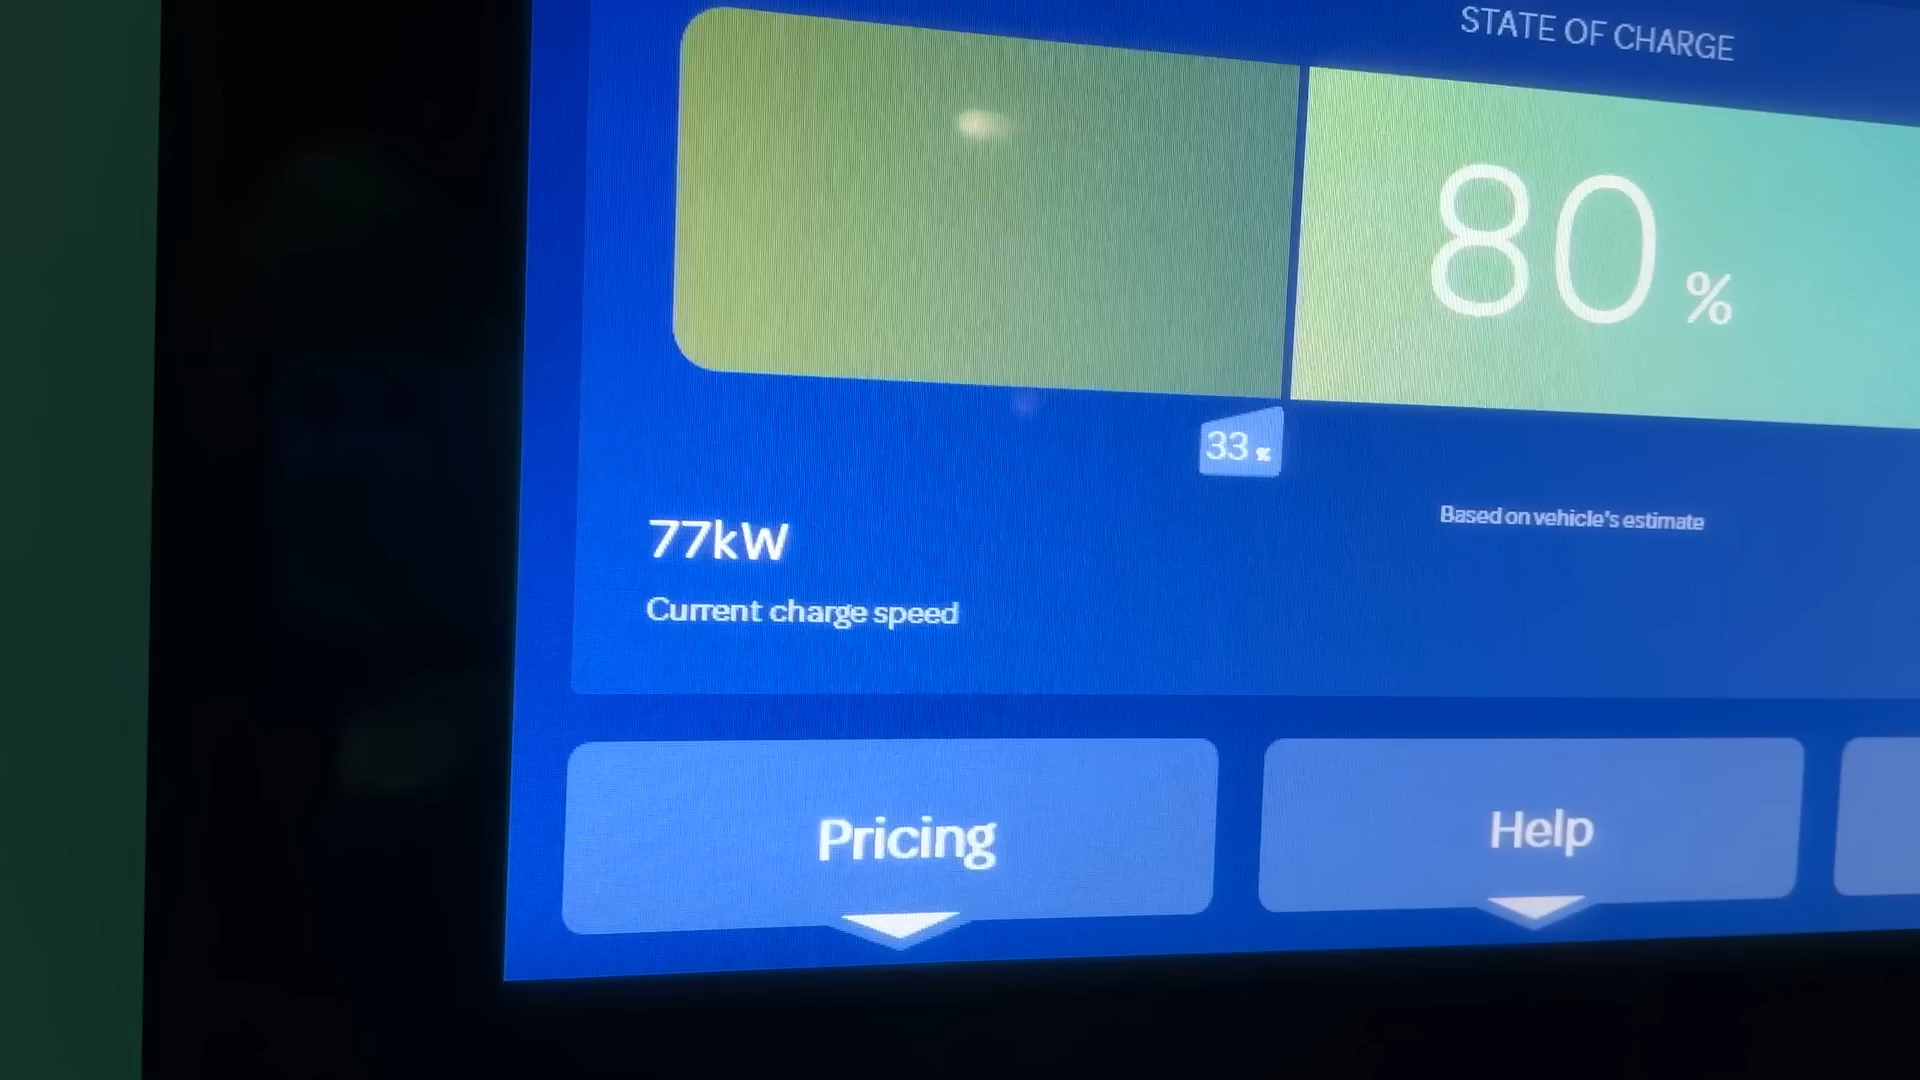 STATE OF CHARGE
80 %
33 %
Based on vehicle's estimate
77kW
Current charge speed
Pricing
Help